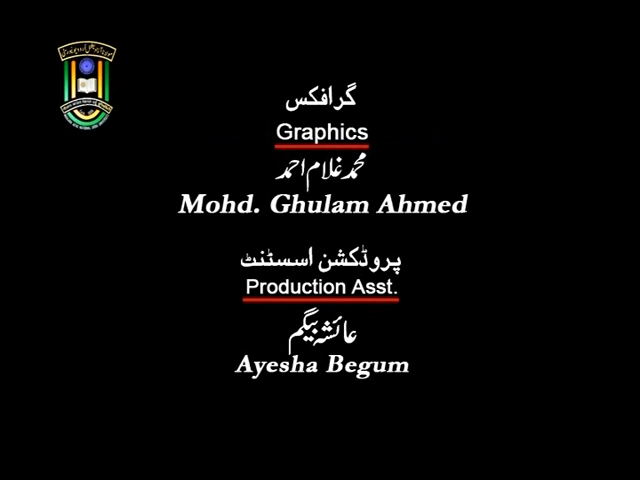 گرافکس
Graphics
محمد غلام احمد
Mohd. Ghulam Ahmed
پروڈکشن اسسٹنٹ
Production Asst.
عائشہ بیگم
Ayesha Begum